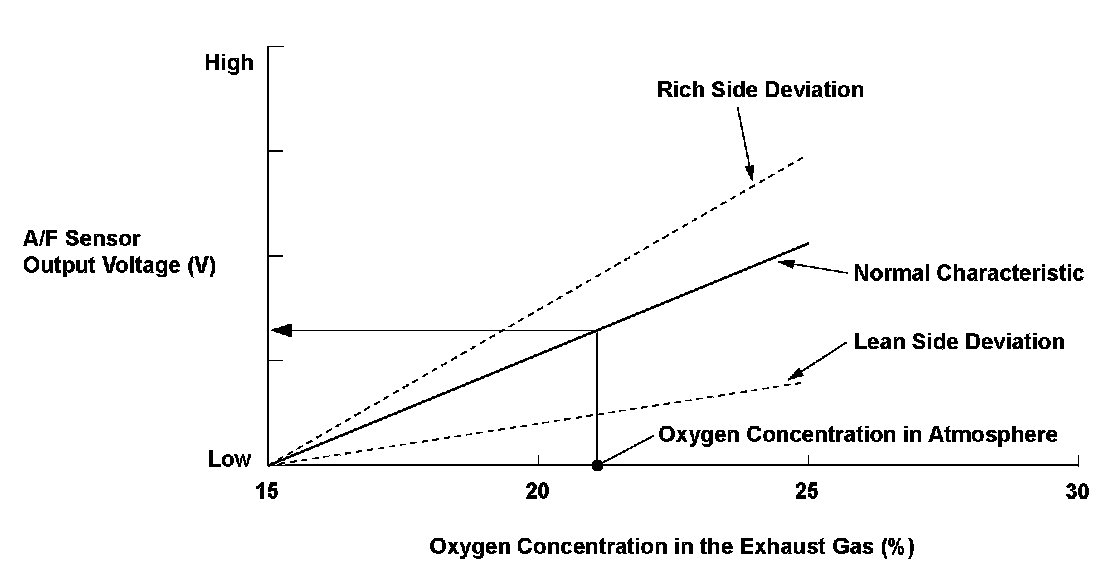 High
Rich Side Deviation
A/F Sensor
Output Voltage (V)
Normal Characteristic
Lean Side Deviation
Oxygen Concentration in Atmosphere
Low
15
20
25
30
Oxygen Concentration in the Exhaust Gas (%)